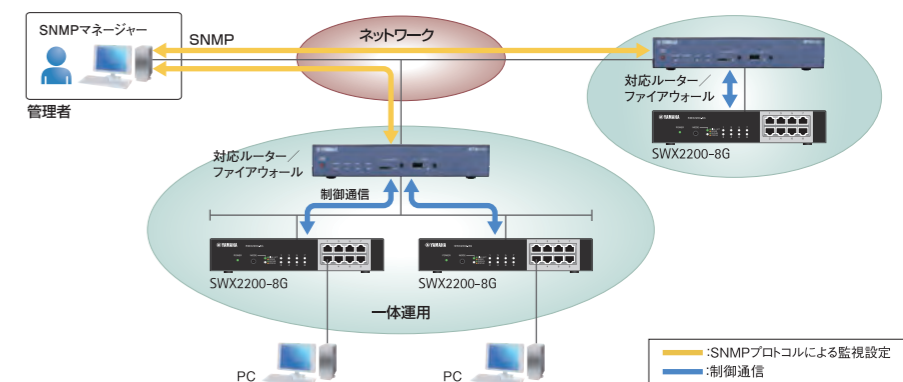 SNMPマネージャー
SNMP
ネットワーク
管理者
対応ルーター／
ファイアウォール
YAMAHA
SWX2200-8G
対応ルーター／
ファイアウォール
制御通信
YAMAHA
SWX2200-8G
YAMAHA
SWX2200-8G
一体運用
PC
PC
:SNMPプロトコルによる監視設定
:制御通信